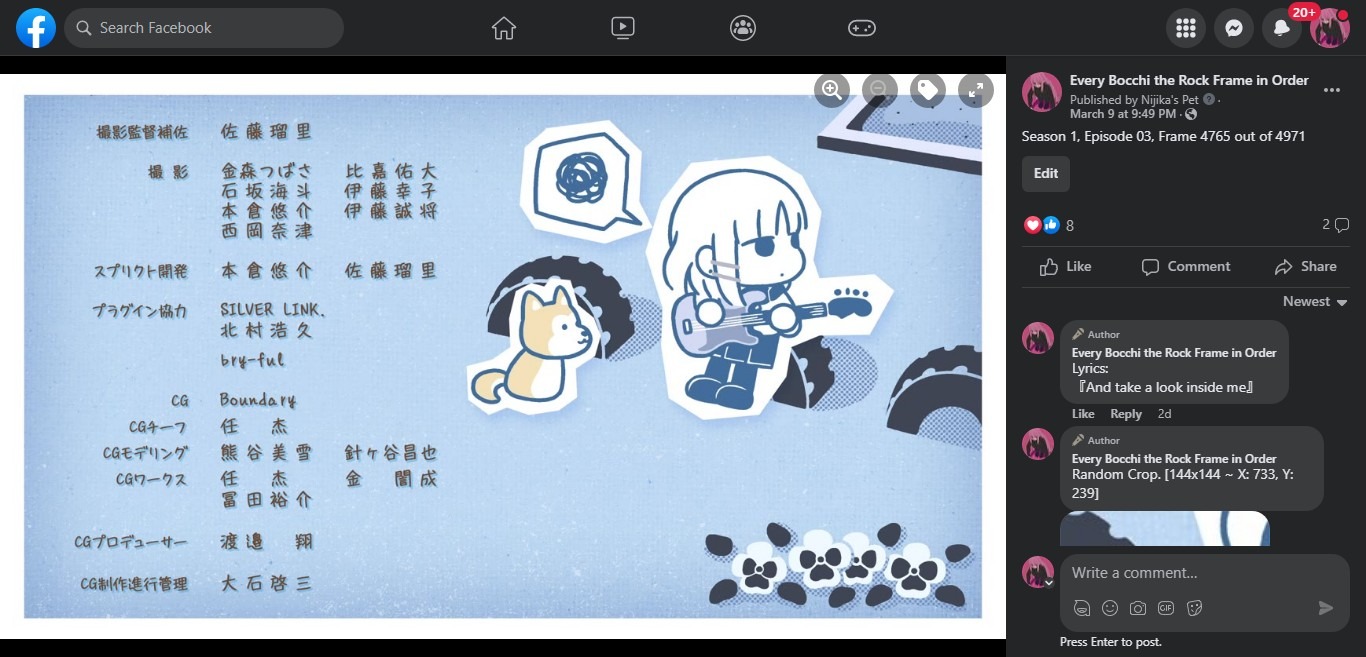 Search Facebook
20+
撮影監督補佐 佐藤瑠里
撮影 金森つばさ 比嘉佑大
石坂海斗 伊藤幸子
本倉悠介 伊藤誠将
西岡奈津
スプリクト開発 本倉悠介 佐藤瑠里
プラグイン協力 SILVER LINK.
北村浩久
bry-ful
CG Boundary
CGチーフ 任 杰
CGモデリング 熊谷美雪 針ヶ谷昌也
CGワークス 任 杰 金 闇成
冨田裕介
CGプロデューサー 渡邉 翔
CG制作進行管理 大石啓三
Every Bocchi the Rock Frame in Order
Published by Nijika's Pet ·
March 9 at 9:49 PM ·
Season 1, Episode 03, Frame 4765 out of 4971
Edit
8
2
Like Comment Share
Newest
Author
Every Bocchi the Rock Frame in Order
Lyrics:
『And take a look inside me』
Like Reply 2d
Author
Every Bocchi the Rock Frame in Order
Random Crop. [144x144 ~ X: 733, Y:
239]
Write a comment...
GIF
Press Enter to post.